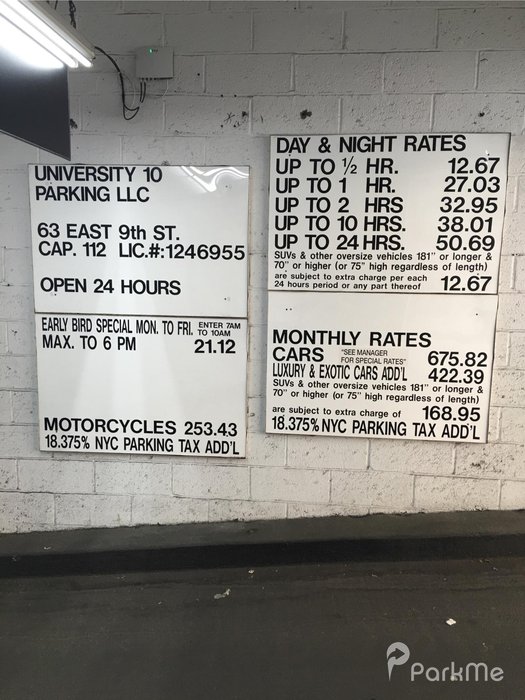 UNIVERSITY 10
PARKING LLC
63 EAST 9th ST.
CAP. 112 LIC.#:1246955
OPEN 24 HOURS
EARLY BIRD SPECIAL MON. TO FRI. ENTER 7AM TO 10AM
MAX. TO 6 PM 21.12
MOTORCYCLES 253.43
18.375% NYC PARKING TAX ADD'L
DAY & NIGHT RATES
UP TO ½ HR. 12.67
UP TO 1 HR. 27.03
UP TO 2 HRS 32.95
UP TO 10 HRS. 38.01
UP TO 24 HRS. 50.69
SUVs & other oversize vehicles 181" or longer &
70" or higher (or 75" high regardless of length)
are subject to extra charge per each
24 hours period or any part thereof 12.67
MONTHLY RATES
CARS "SEE MANAGER FOR SPECIAL RATES" 675.82
LUXURY & EXOTIC CARS ADD'L 422.39
SUVs & other oversize vehicles 181" or longer &
70" or higher (or 75" high regardless of length)
are subject to extra charge of 168.95
18.375% NYC PARKING TAX ADD'L
ParkMe